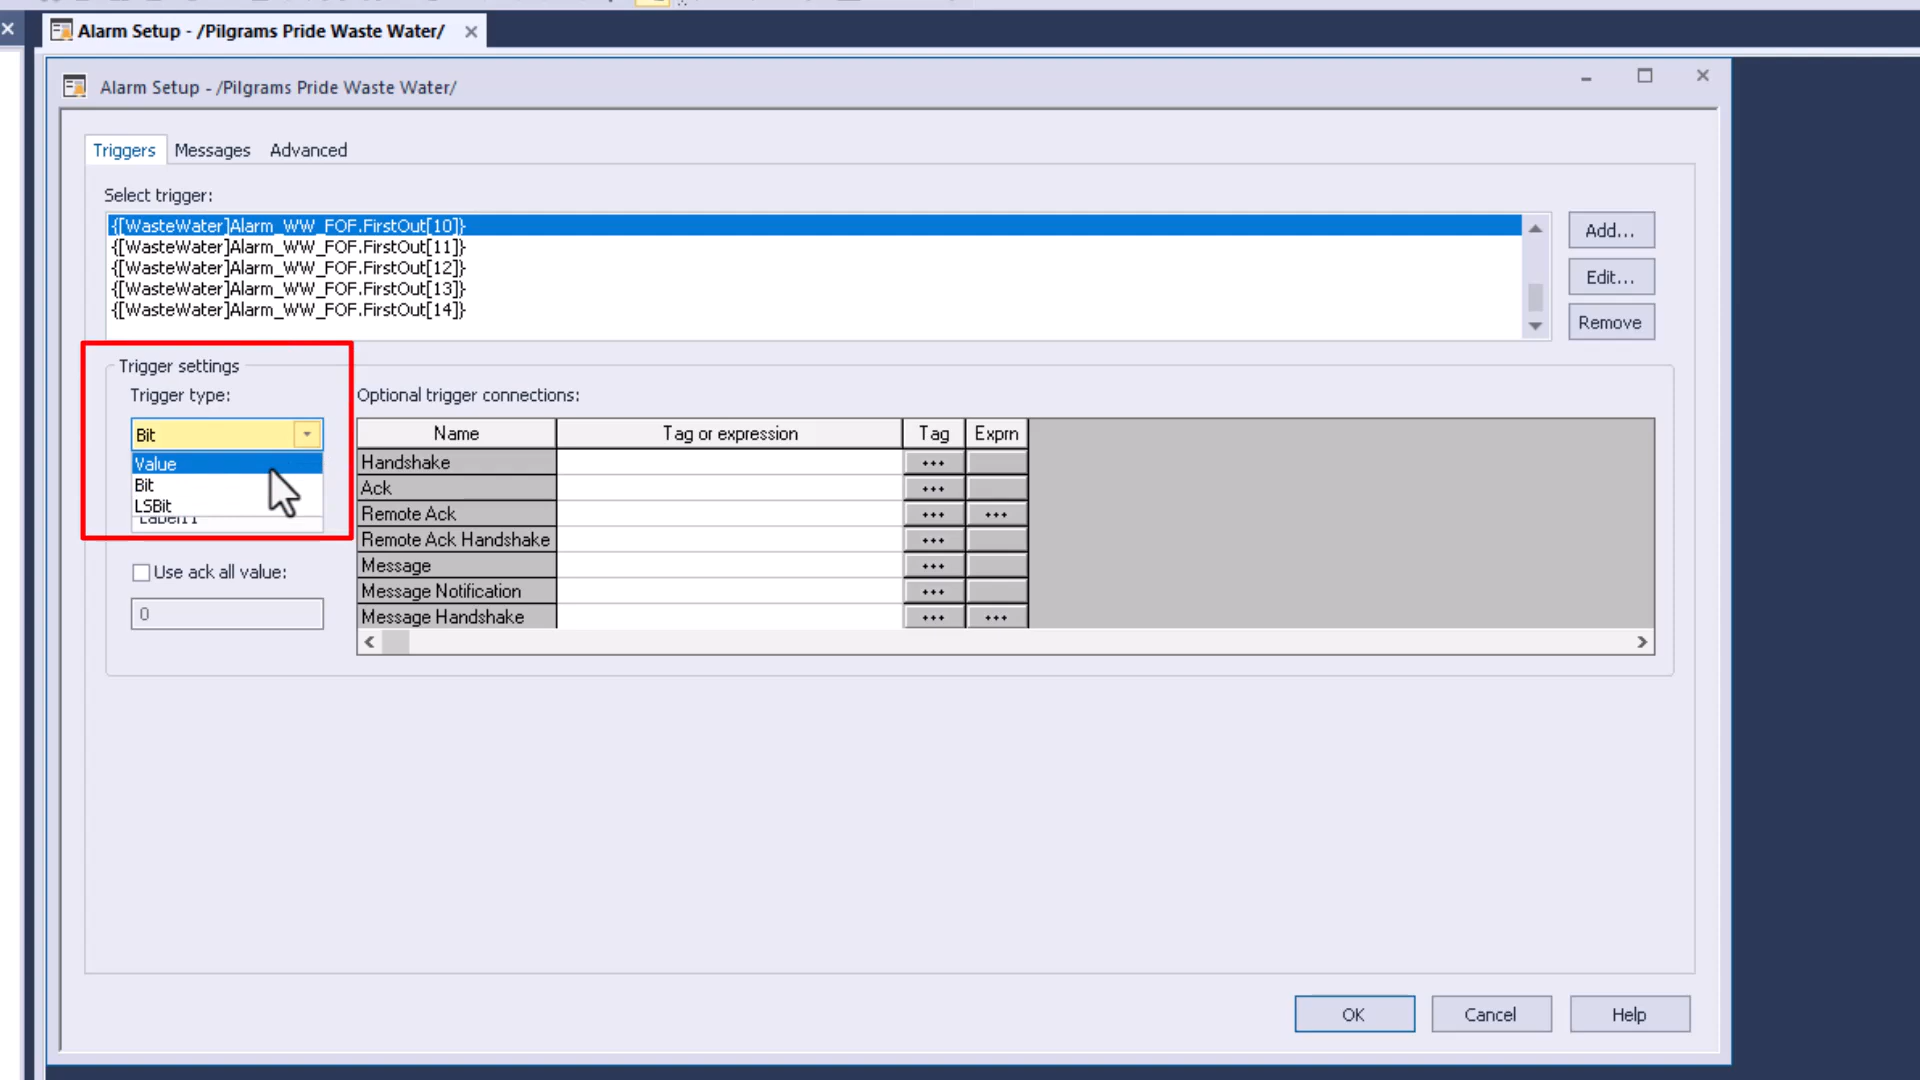 Alarm Setup - /Pilgrams Pride Waste Water/
Alarm Setup - /Pilgrams Pride Waste Water/
Triggers Messages Advanced
Select trigger:
{[WasteWater]Alarm_WW_FOF.FirstOut[10]}
{[WasteWater]Alarm_WW_FOF.FirstOut[11]}
{[WasteWater]Alarm_WW_FOF.FirstOut[12]}
{[WasteWater]Alarm_WW_FOF.FirstOut[13]}
{[WasteWater]Alarm_WW_FOF.FirstOut[14]}
Add...
Edit...
Remove
Trigger settings
Trigger type:
Bit
Value
Bit
LSBit
Label11
Use ack all value:
0
Optional trigger connections:
Name Tag or expression Tag Exprn
Handshake
Ack
Remote Ack
Remote Ack Handshake
Message
Message Notification
Message Handshake
OK Cancel Help